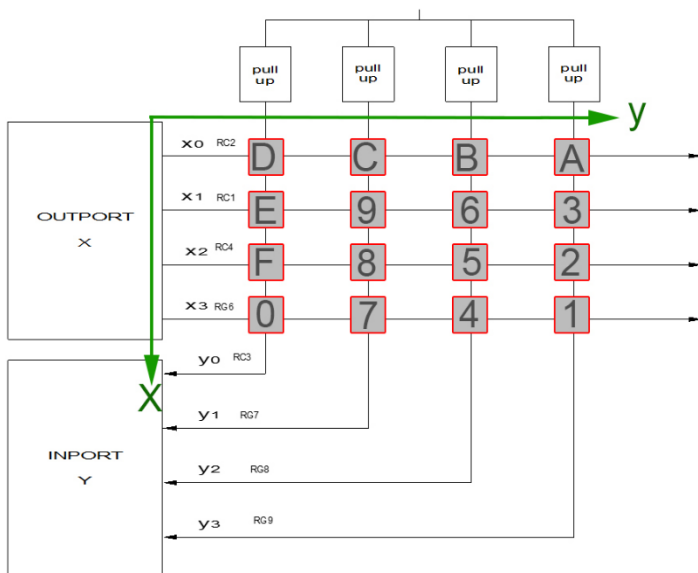 pull up pull up pull up pull up
y
x0 RC2 D C B A
x1 RC1 E 9 6 3
OUTPORT
X
x2 RC4 F 8 5 2
x3 RG6 0 7 4 1
y0 RC3
X
y1 RG7
INPORT
Y
y2 RG8
y3 RG9